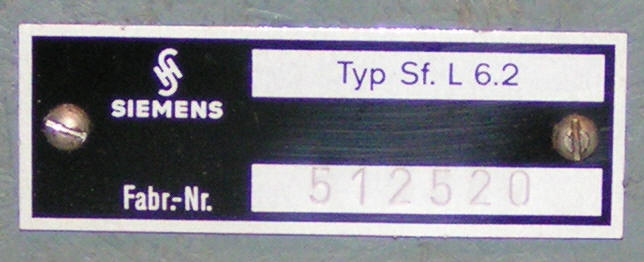 Typ Sf. L 6.2
SIEMENS
Fabr.-Nr. 512520